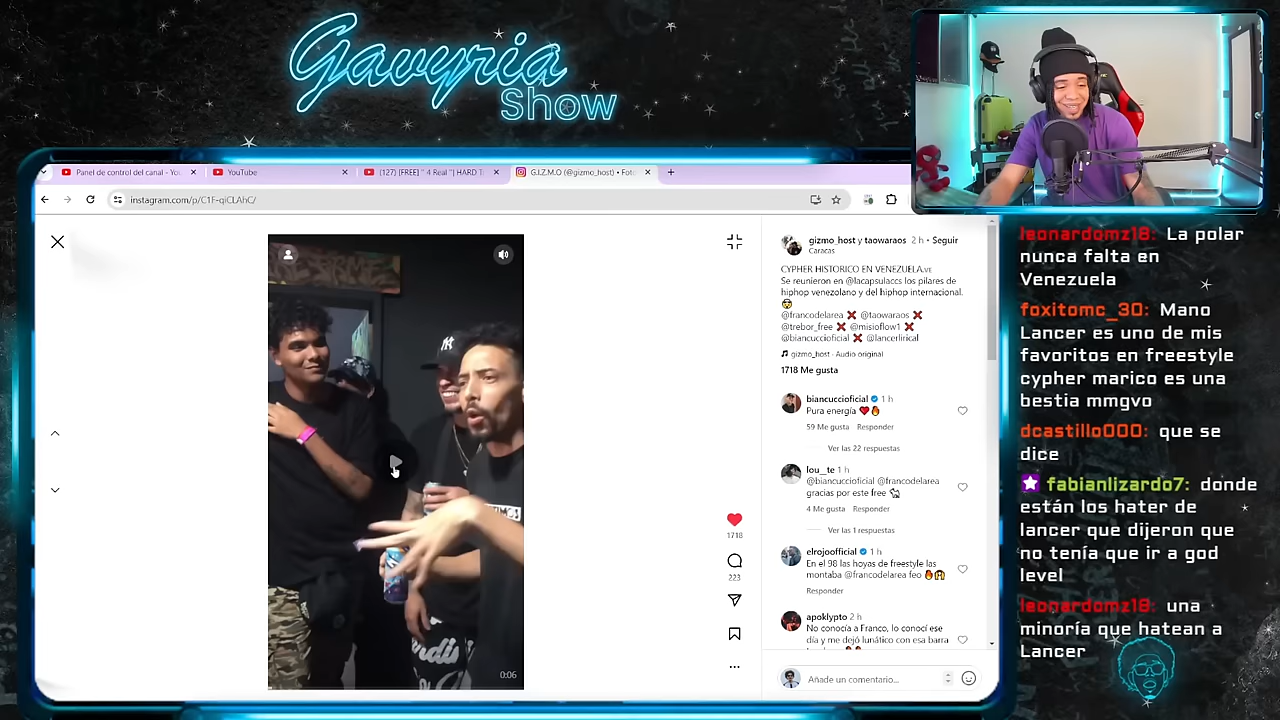 Gavyria
Show
Panel de control del canal - You
YouTube
(127) [FREE] " 4 Real "| HARD T
G.I.Z.M.O (@gizmo_host) • Foto
instagram.com/p/C1F-qiCLAhC/
gizmo_host y taowaraos 2 h • Seguir
Caracas
CYPHER HISTORICO EN VENEZUELA.VE
Se reunieron en @lacapsulaccs los pilares de
hiphop venezolano y del hiphop internacional.
🤯
@francodelarea ❌ @taowaraos ❌
@trebor_free ❌ @misioflow1 ❌
@biancuccioficial ❌ @lancerlirical
gizmo_host · Audio original
1718 Me gusta
biancuccioficial 1 h
Pura energía ❤️🔥
59 Me gusta Responder
Ver las 22 respuestas
lou__te 1 h
@biancuccioficial @francodelarea
gracias por este free
4 Me gusta Responder
Ver las 1 respuestas
elrojooficial 1 h
En el 98 las hoyas de freestyle las
montaba @francodelarea feo 🔥😱
Responder
apoklypto 2 h
No conocía a Franco, lo conocí ese
día y me dejó lunático con esa barra
Añade un comentario...
1718
223
0:06
leonardomz18: La polar
nunca falta en
Venezuela
foxitomc_30: Mano
Lancer es uno de mis
favoritos en freestyle
cypher marico es una
bestia mmgvo
dcastillo000: que se
dice
fabianlizardo7: donde
están los hater de
lancer que dijeron que
no tenía que ir a god
level
leonardomz18: una
minoría que hatean a
Lancer